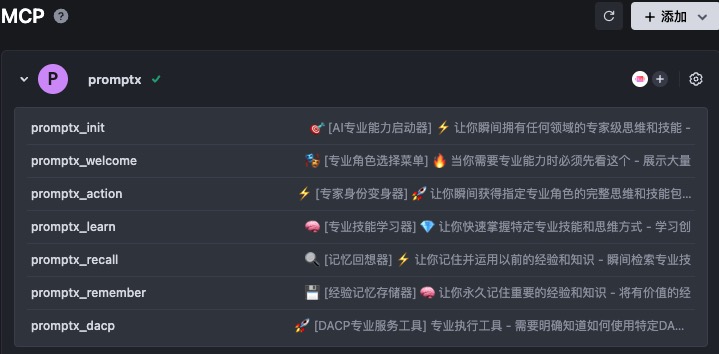 MCP ?
+ 添加
P promptx
promptx_init 🎯 [AI专业能力启动器] ⚡ 让你瞬间拥有任何领域的专家级思维和技能 -
promptx_welcome 🎭 [专业角色选择菜单] 🔥 当你需要专业能力时必须先看这个 - 展示大量
promptx_action ⚡ [专家身份变身器] 🚀 让你瞬间获得指定专业角色的完整思维和技能包...
promptx_learn 🧠 [专业技能学习器] 💎 让你快速掌握特定专业技能和思维方式 - 学习创
promptx_recall 🔍 [记忆回想器] ⚡ 让你记住并运用以前的经验和知识 - 瞬间检索专业技
promptx_remember 💾 [经验记忆存储器] 🧠 让你永久记住重要的经验和知识 - 将有价值的经
promptx_dacp 🚀 [DACP专业服务工具] 专业执行工具 - 需要明确知道如何使用特定DA...